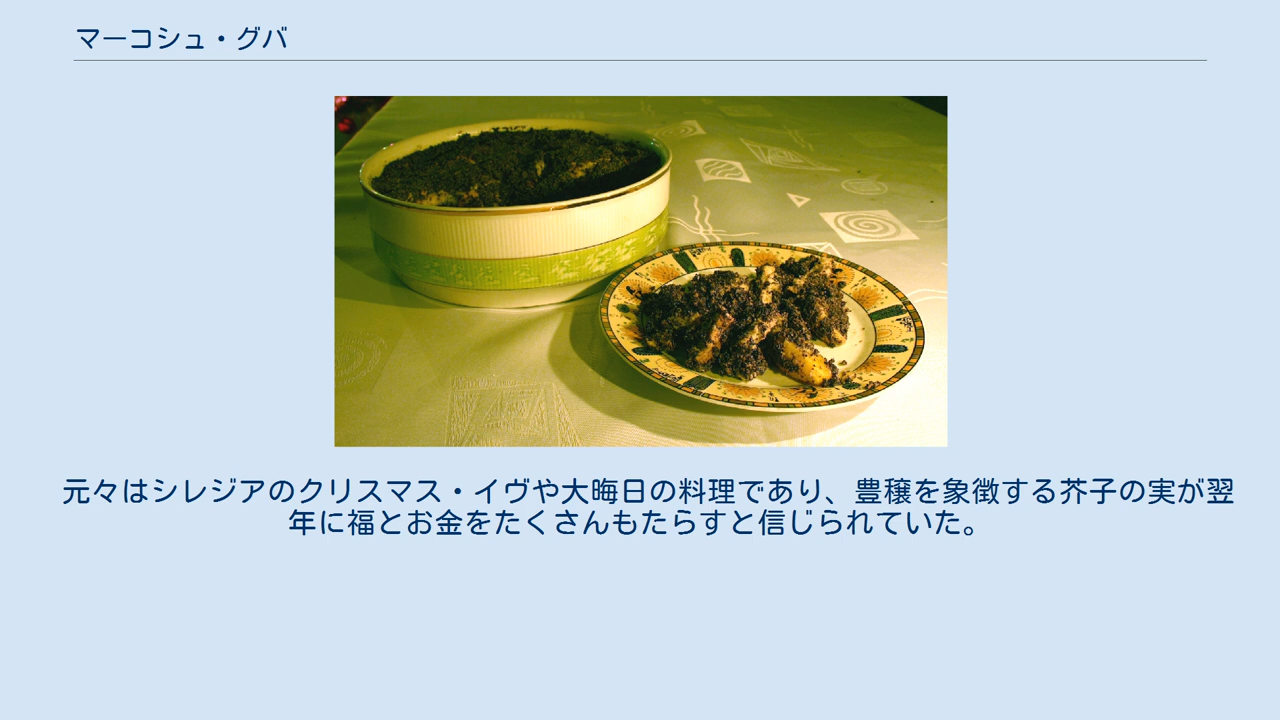 マーコシュ・グバ
元々はシレジアのクリスマス・イヴや大晦日の料理であり、豊穣を象徴する芥子の実が翌
年に福とお金をたくさんもたらすと信じられていた。